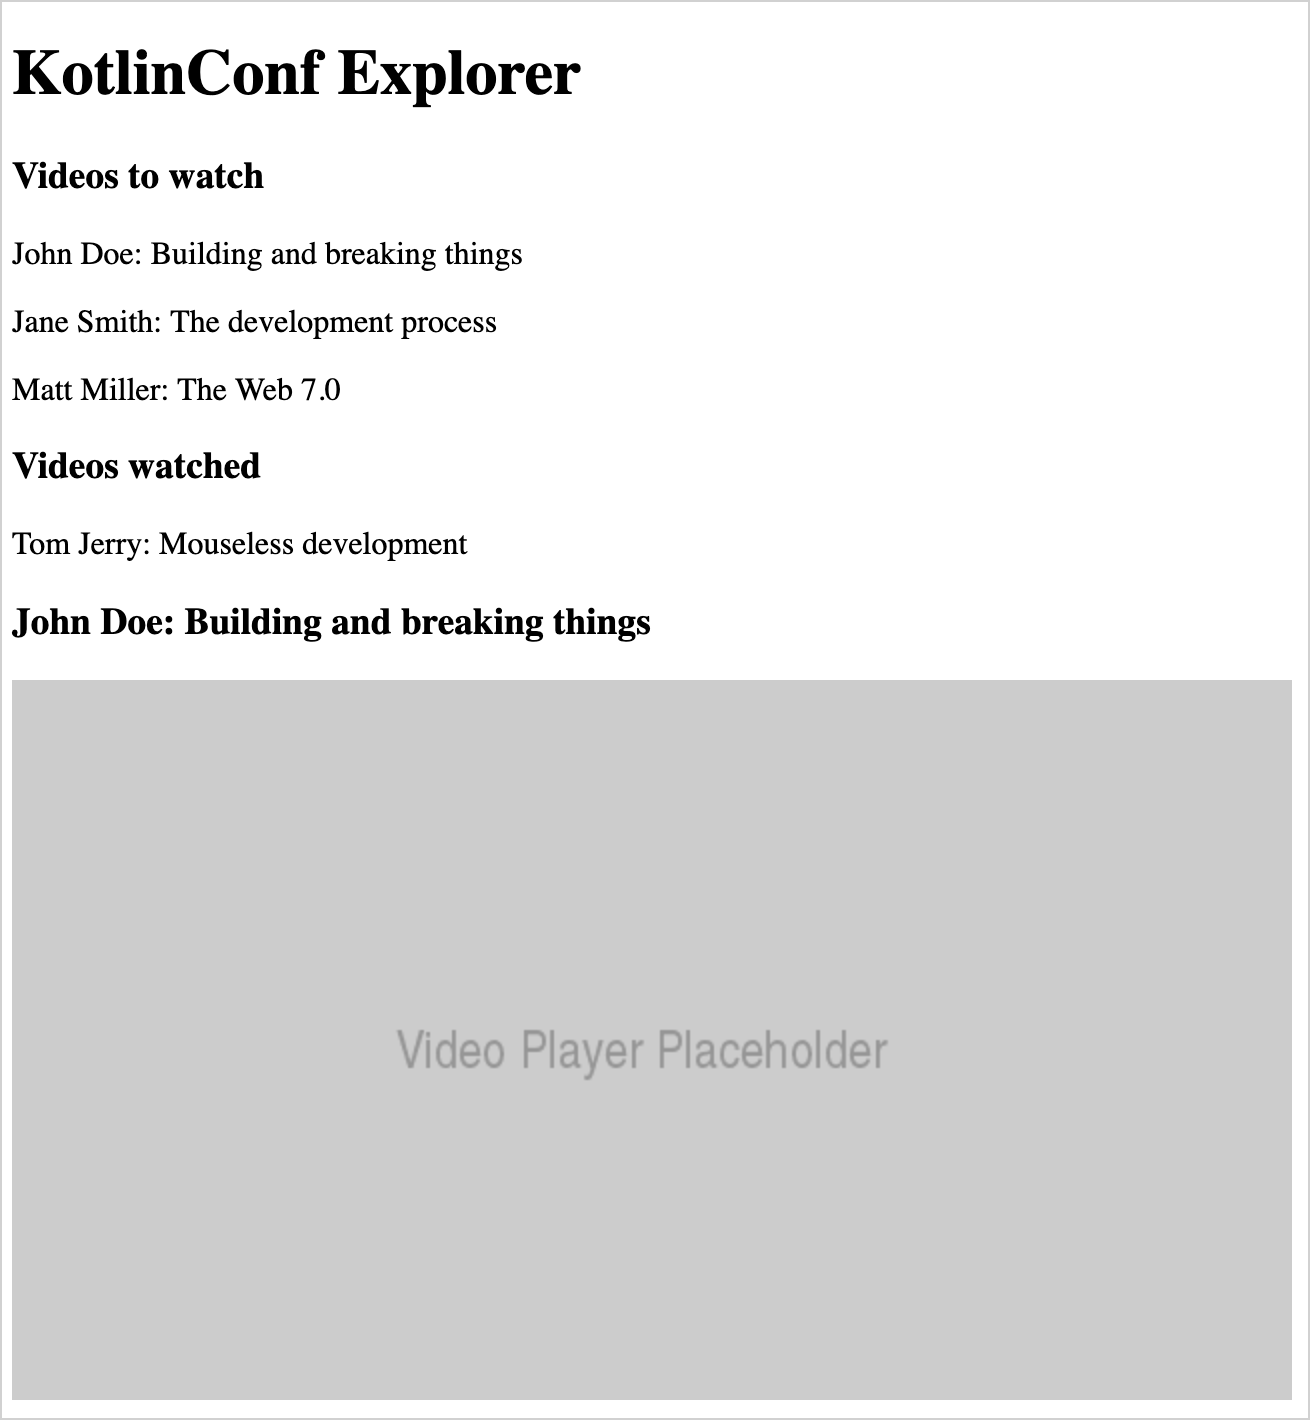 KotlinConf Explorer
Videos to watch
John Doe: Building and breaking things
Jane Smith: The development process
Matt Miller: The Web 7.0
Videos watched
Tom Jerry: Mouseless development
John Doe: Building and breaking things
Video Player Placeholder